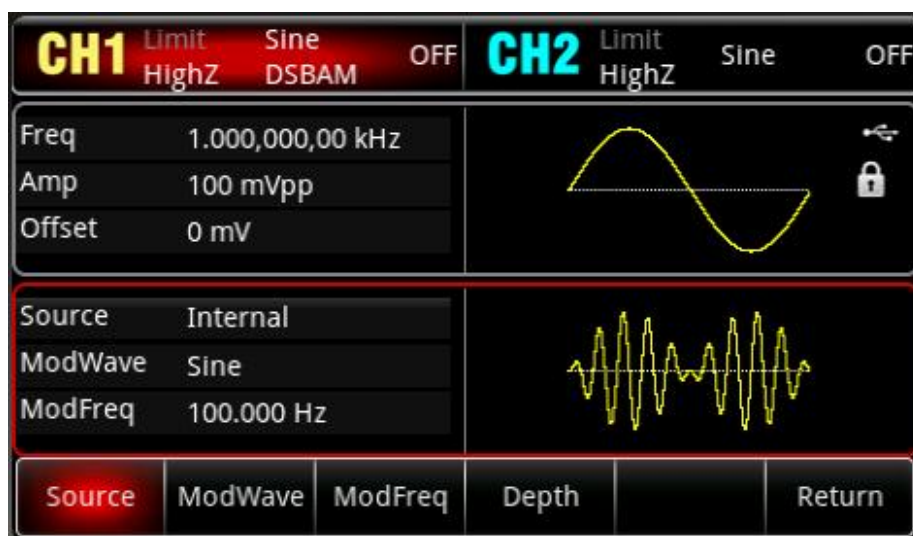 CH1 Limit Sine OFF CH2 Limit Sine OFF
HighZ DSBAM HighZ
Freq 1.000,000,00 kHz
Amp 100 mVpp
Offset 0 mV
Source Internal
ModWave Sine
ModFreq 100.000 Hz
Source ModWave ModFreq Depth Return